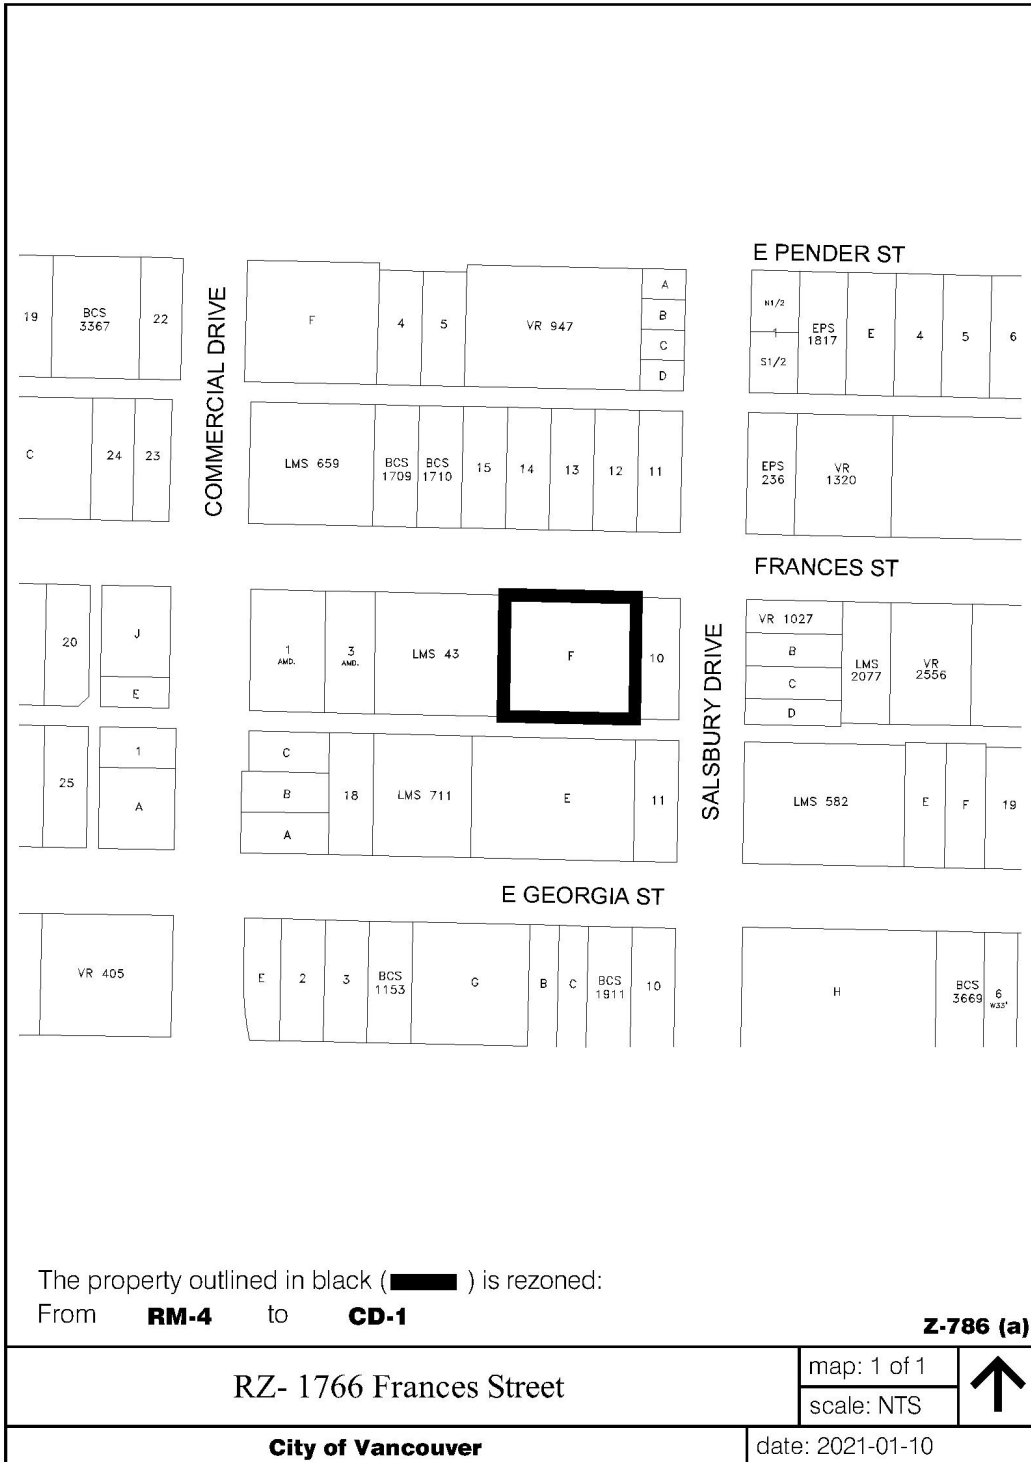 E PENDER ST
19
BCS
3367
22
COMMERCIAL DRIVE
F
4
5
VR 947
A
B
C
D
N1/2
1
S1/2
EPS
1817
E
4
5
6
C
24
23
LMS 659
BCS
1709
BCS
1710
15
14
13
12
11
EPS
236
VR
1320
FRANCES ST
20
J
E
1
AMD.
3
AMD.
LMS 43
F
10
SALSBURY DRIVE
VR 1027
B
C
D
LMS
2077
VR
2556
25
1
A
C
B
A
18
LMS 711
E
11
LMS 582
E
F
19
E GEORGIA ST
VR 405
E
2
3
BCS
1153
G
B
C
BCS
1911
10
H
BCS
3669
6
W33'
The property outlined in black ( ) is rezoned:
From RM-4 to CD-1
Z-786 (a)
RZ- 1766 Frances Street
map: 1 of 1
scale: NTS
City of Vancouver
date: 2021-01-10